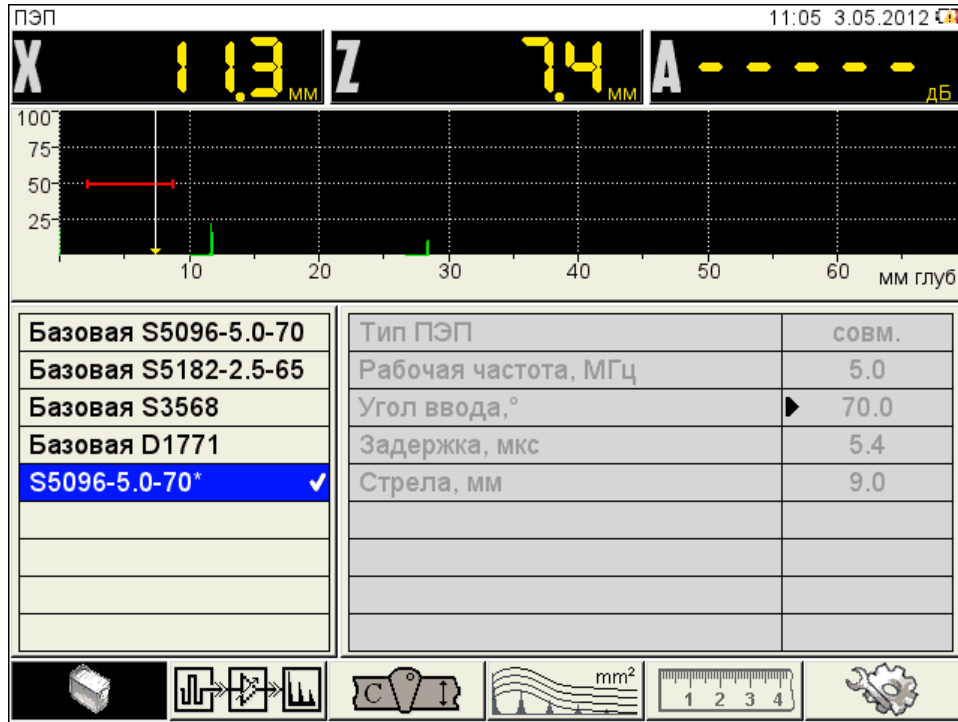 ПЭП 11:05 3.05.2012
X 11.3 мм Z 7.4 мм A - - - - - дБ
100
75
50
25
10 20 30 40 50 60 мм глуб
Базовая S5096-5.0-70
Базовая S5182-2.5-65
Базовая S3568
Базовая D1771
S5096-5.0-70*
Тип ПЭП совм.
Рабочая частота, МГц 5.0
Угол ввода,° 70.0
Задержка, мкс 5.4
Стрела, мм 9.0
C mm² 1 2 3 4